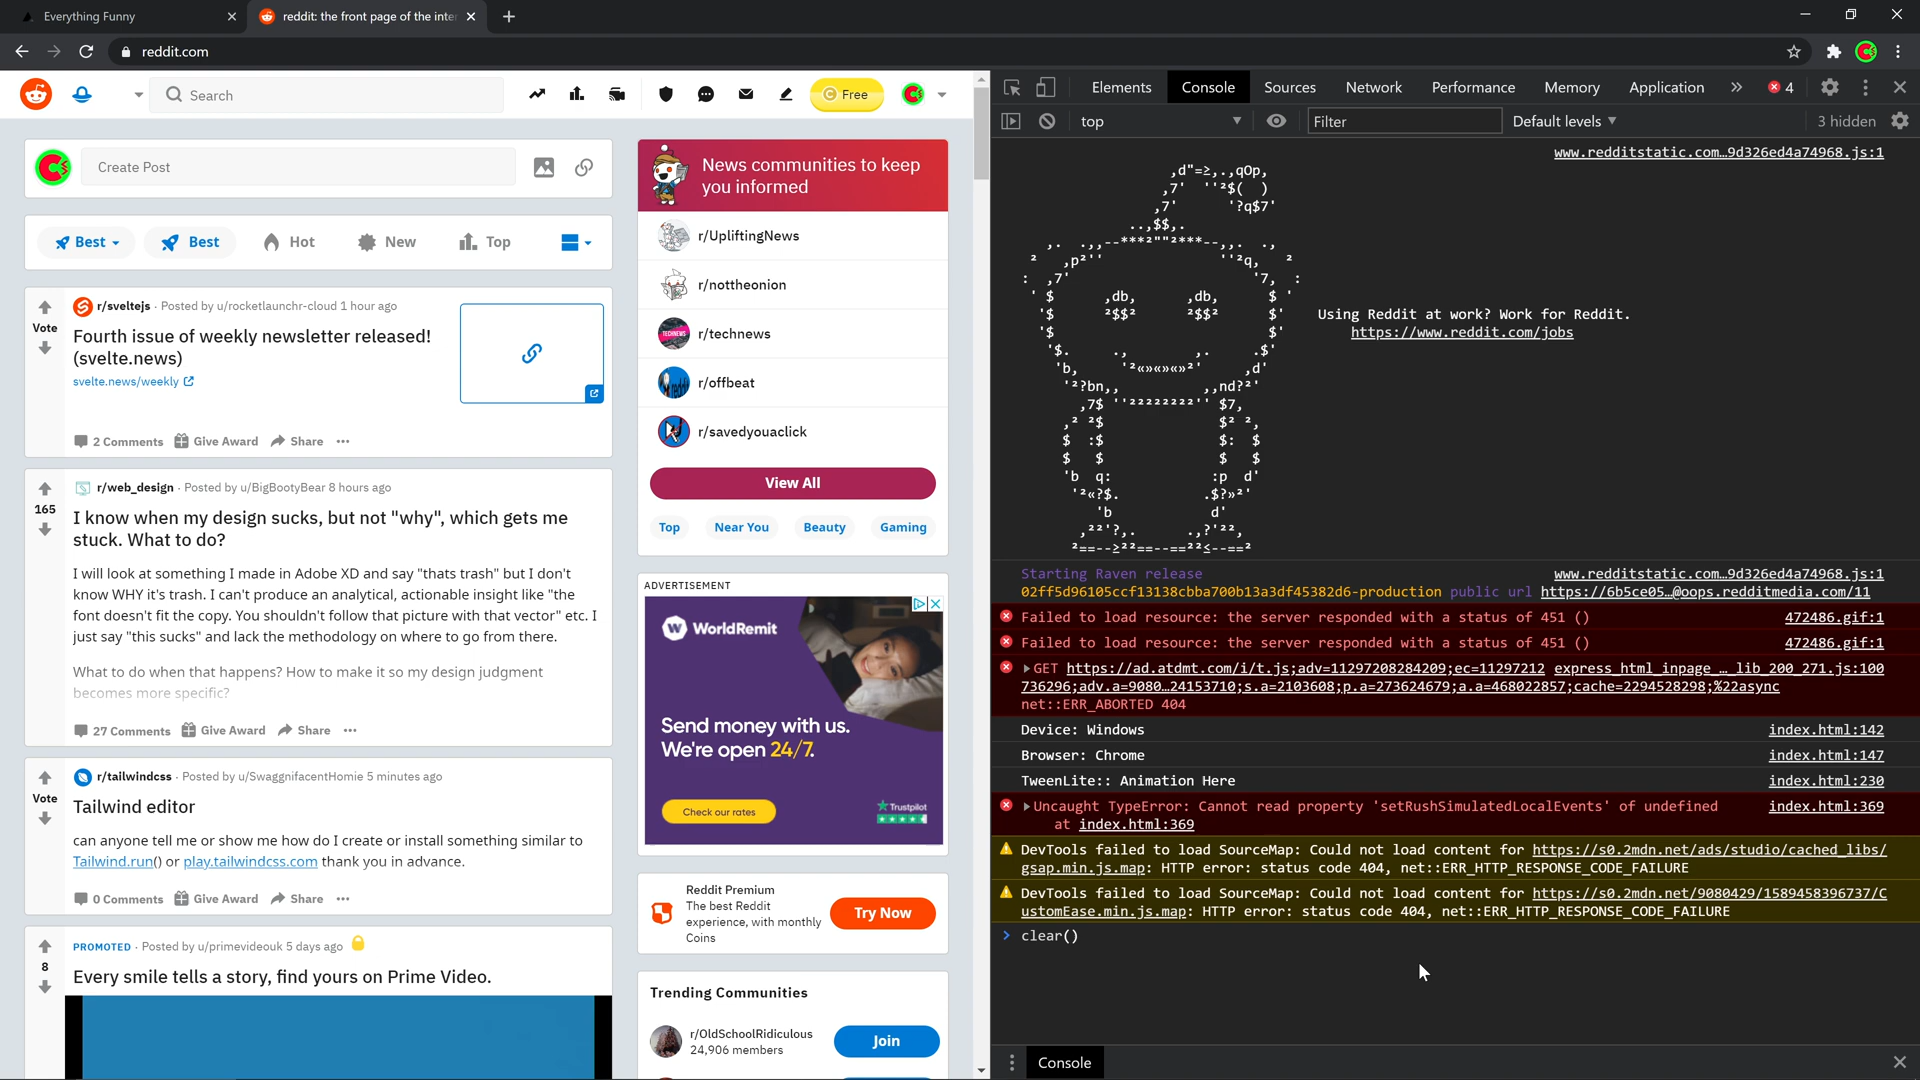 Everything Funny
reddit: the front page of the inte
reddit.com
Search
Free
Create Post
Best
Best
Hot
New
Top
r/sveltejs · Posted by u/rocketlaunchr-cloud 1 hour ago
Vote
Fourth issue of weekly newsletter released!
(svelte.news)
svelte.news/weekly
2 Comments Give Award Share
r/web_design · Posted by u/BigBootyBear 8 hours ago
165
I know when my design sucks, but not "why", which gets me
stuck. What to do?
I will look at something I made in Adobe XD and say "thats trash" but I don't
know WHY it's trash. I can't produce an analytical, actionable insight like "the
font doesn't fit the copy. You shouldn't follow that picture with that vector" etc. I
just say "this sucks" and lack the methodology on where to go from there.
What to do when that happens? How to make it so my design judgment
becomes more specific?
27 Comments Give Award Share
r/tailwindcss · Posted by u/SwaggnifacentHomie 5 minutes ago
Vote
Tailwind editor
can anyone tell me or show me how do I create or install something similar to
Tailwind.run() or play.tailwindcss.com thank you in advance.
0 Comments Give Award Share
PROMOTED · Posted by u/primevideouk 5 days ago
8
Every smile tells a story, find yours on Prime Video.
News communities to keep
you informed
r/UpliftingNews
r/nottheonion
r/technews
r/offbeat
r/savedyouaclick
View All
Top Near You Beauty Gaming
ADVERTISEMENT
WorldRemit
Send money with us.
We're open 24/7.
Check our rates
Trustpilot
Reddit Premium
The best Reddit
experience, with monthly
Coins
Try Now
Trending Communities
r/OldSchoolRidiculous
24,906 members
Join
Elements Console Sources Network Performance Memory Application 4
top
Filter
Default levels
3 hidden
www.redditstatic.com…9d326ed4a74968.js:1
Using Reddit at work? Work for Reddit.
https://www.reddit.com/jobs
Starting Raven release www.redditstatic.com…9d326ed4a74968.js:1
02ff5d96105ccf13138cbba700b13a3df45382d6-production public url https://6b5ce05…@oops.redditmedia.com/11
Failed to load resource: the server responded with a status of 451 () 472486.gif:1
Failed to load resource: the server responded with a status of 451 () 472486.gif:1
GET https://ad.atdmt.com/i/t.js;adv=11297208284209;ec=11297212 express_html_inpage_…_lib_200_271.js:100
736296;adv.a=9080…24153710;s.a=2103608;p.a=273624679;a.a=468022857;cache=2294528298;%22async
net::ERR_ABORTED 404
Device: Windows index.html:142
Browser: Chrome index.html:147
TweenLite:: Animation Here index.html:230
Uncaught TypeError: Cannot read property 'setRushSimulatedLocalEvents' of undefined index.html:369
at index.html:369
DevTools failed to load SourceMap: Could not load content for https://s0.2mdn.net/ads/studio/cached_libs/
gsap.min.js.map: HTTP error: status code 404, net::ERR_HTTP_RESPONSE_CODE_FAILURE
DevTools failed to load SourceMap: Could not load content for https://s0.2mdn.net/9080429/1589458396737/C
ustomEase.min.js.map: HTTP error: status code 404, net::ERR_HTTP_RESPONSE_CODE_FAILURE
clear()
Console